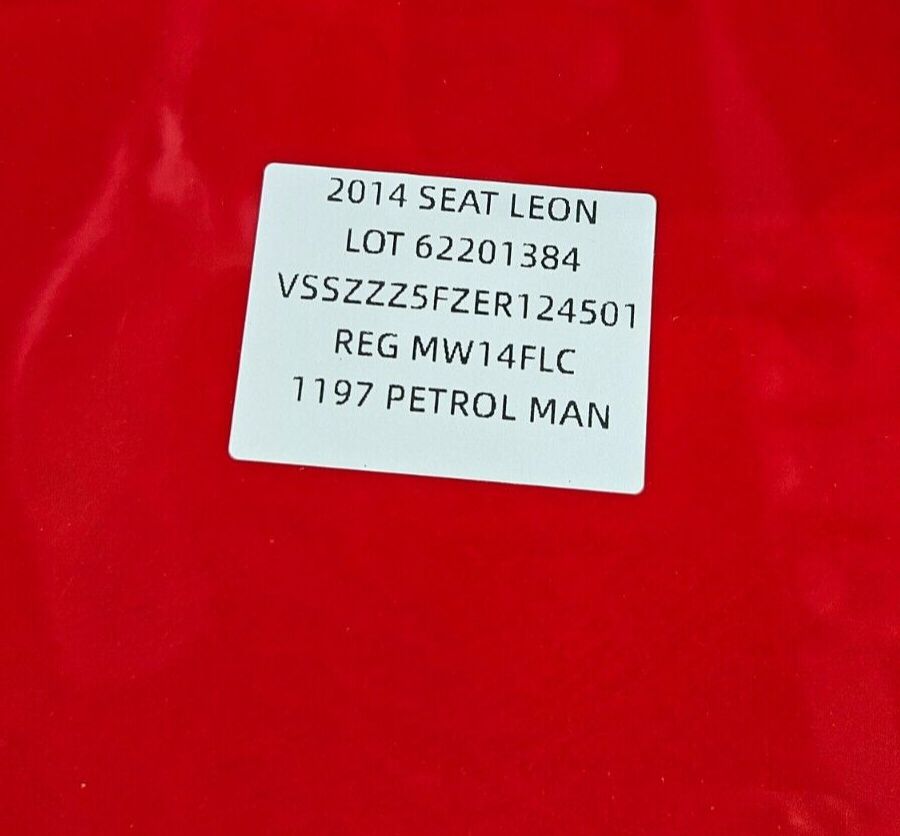 2014 SEAT LEON
LOT 62201384
VSSZZZ5FZER124501
REG MW14FLC
1197 PETROL MAN